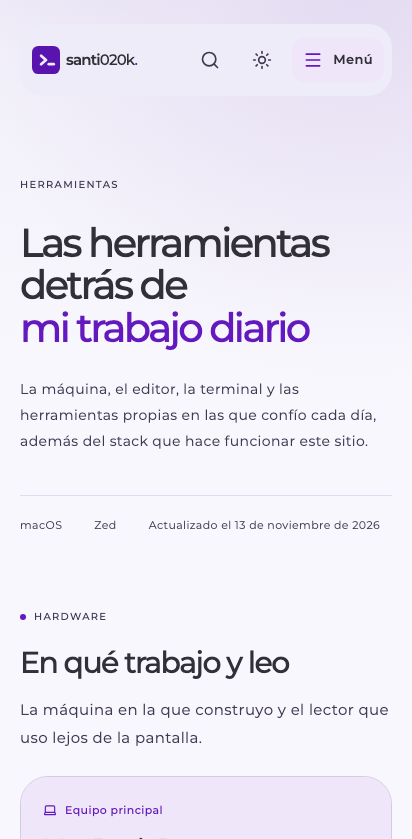 santi020k.
Menú
HERRAMIENTAS
Las herramientas
detrás de
mi trabajo diario
La máquina, el editor, la terminal y las
herramientas propias en las que confío cada día,
además del stack que hace funcionar este sitio.
macOS
Zed
Actualizado el 13 de noviembre de 2026
HARDWARE
En qué trabajo y leo
La máquina en la que construyo y el lector que
uso lejos de la pantalla.
Equipo principal